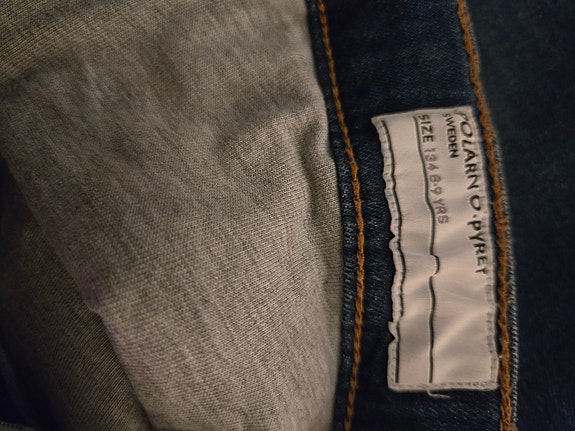 POLARN O. PYRET
SWEDEN
SIZE 134 8-9 YRS